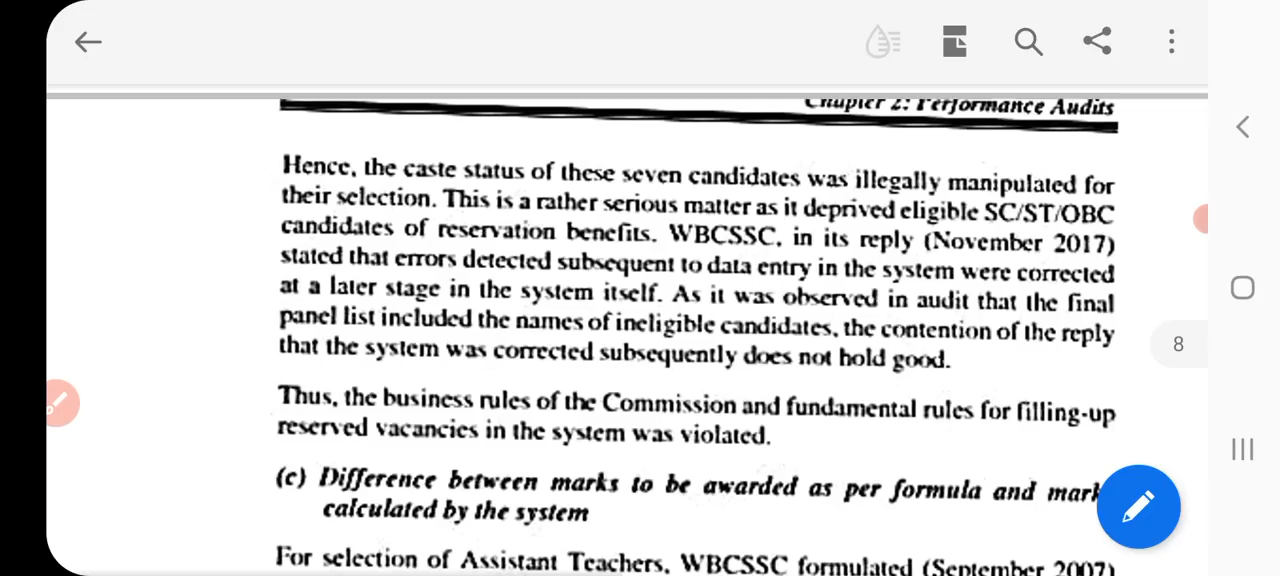 Chapter 2: Performance Audits
Hence, the caste status of these seven candidates was illegally manipulated for
their selection. This is a rather serious matter as it deprived eligible SC/ST/OBC
candidates of reservation benefits. WBCSSC, in its reply (November 2017)
stated that errors detected subsequent to data entry in the system were corrected
at a later stage in the system itself. As it was observed in audit that the final
panel list included the names of ineligible candidates, the contention of the reply
that the system was corrected subsequently does not hold good.
8
Thus, the business rules of the Commission and fundamental rules for filling-up
reserved vacancies in the system was violated.
(c) Difference between marks to be awarded as per formula and mark
calculated by the system
For selection of Assistant Teachers, WBCSSC formulated (September 2007)